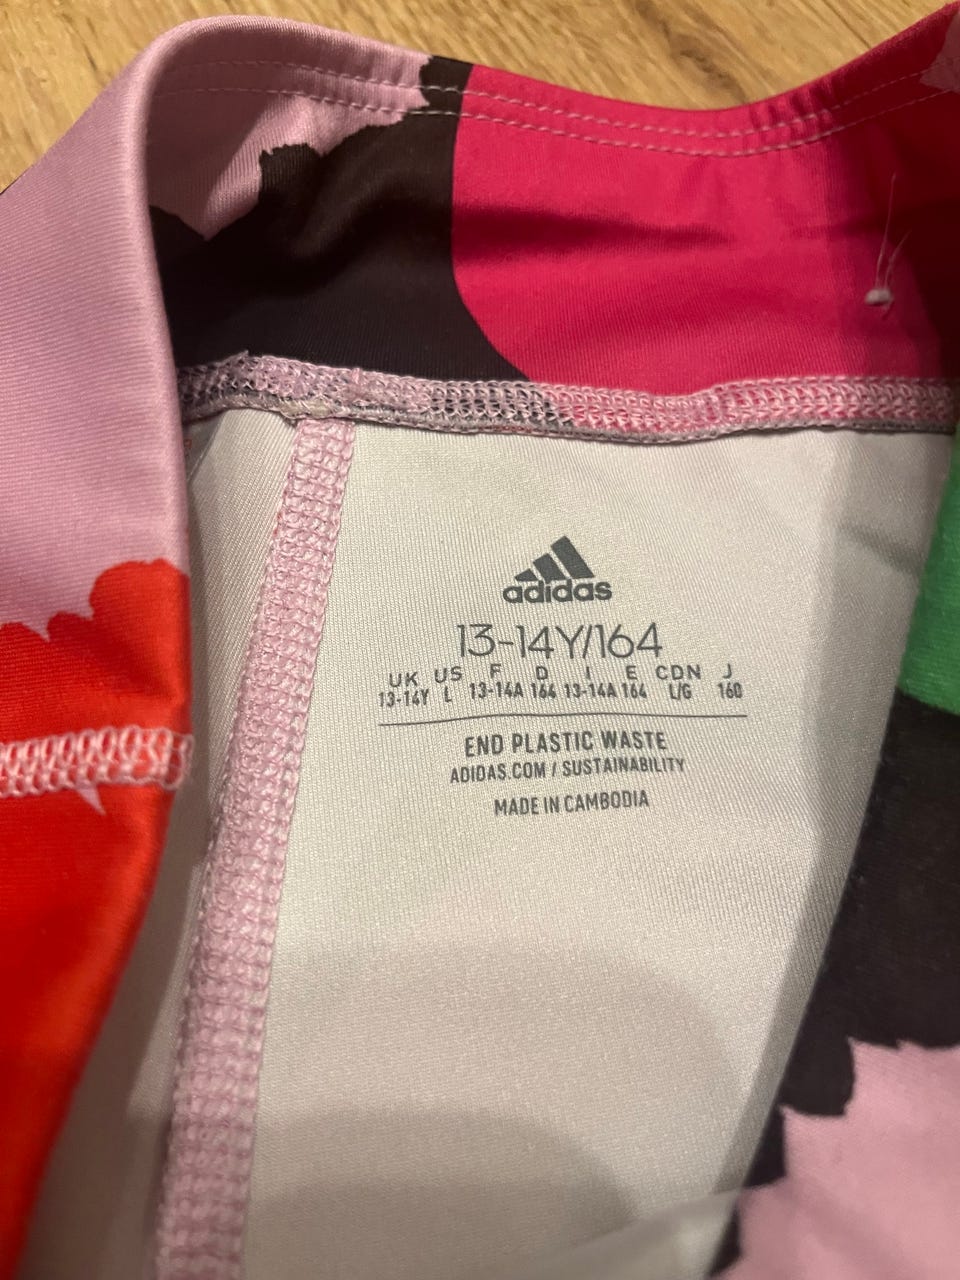 adidas
13-14Y/164
UK US F D I E CDN J
13-14Y L 13-14A 164 13-14A 164 L/G 160
END PLASTIC WASTE
ADIDAS.COM / SUSTAINABILITY
MADE IN CAMBODIA